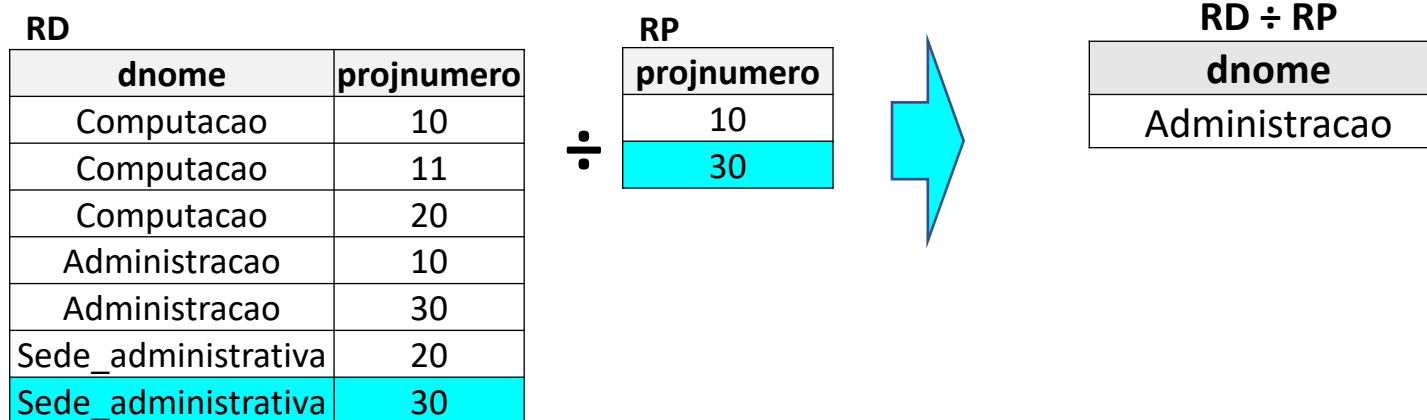 RD
dnome projnumero
Computacao 10
Computacao 11
Computacao 20
Administracao 10
Administracao 30
Sede_administrativa 20
Sede_administrativa 30
÷
RP
projnumero
10
30
RD ÷ RP
dnome
Administracao